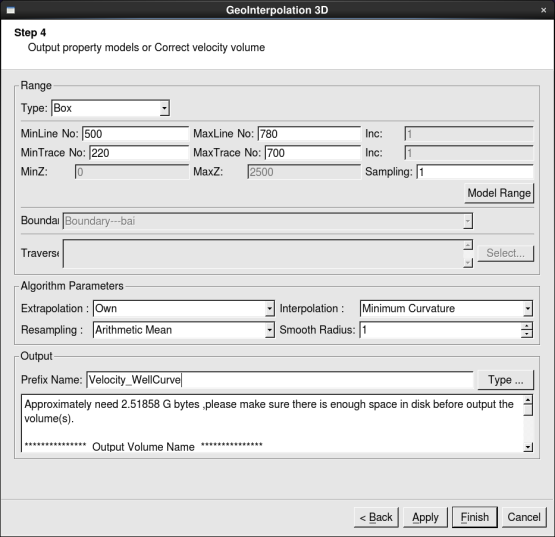 GeoInterpolation 3D ×
Step 4
Output property models or Correct velocity volume
Range
Type: Box
MinLine No: 500 MaxLine No: 780 Inc: 1
MinTrace No: 220 MaxTrace No: 700 Inc: 1
MinZ: 0 MaxZ: 2500 Sampling: 1
Model Range
Boundar Boundary---bai
Traverse Select...
Algorithm Parameters
Extrapolation : Own Interpolation : Minimum Curvature
Resampling : Arithmetic Mean Smooth Radius: 1
Output
Prefix Name: Velocity_WellCurve Type ...
Approximately need 2.51858 G bytes ,please make sure there is enough space in disk before output the
volume(s).
*************** Output Volume Name ***************
< Back Apply Finish Cancel